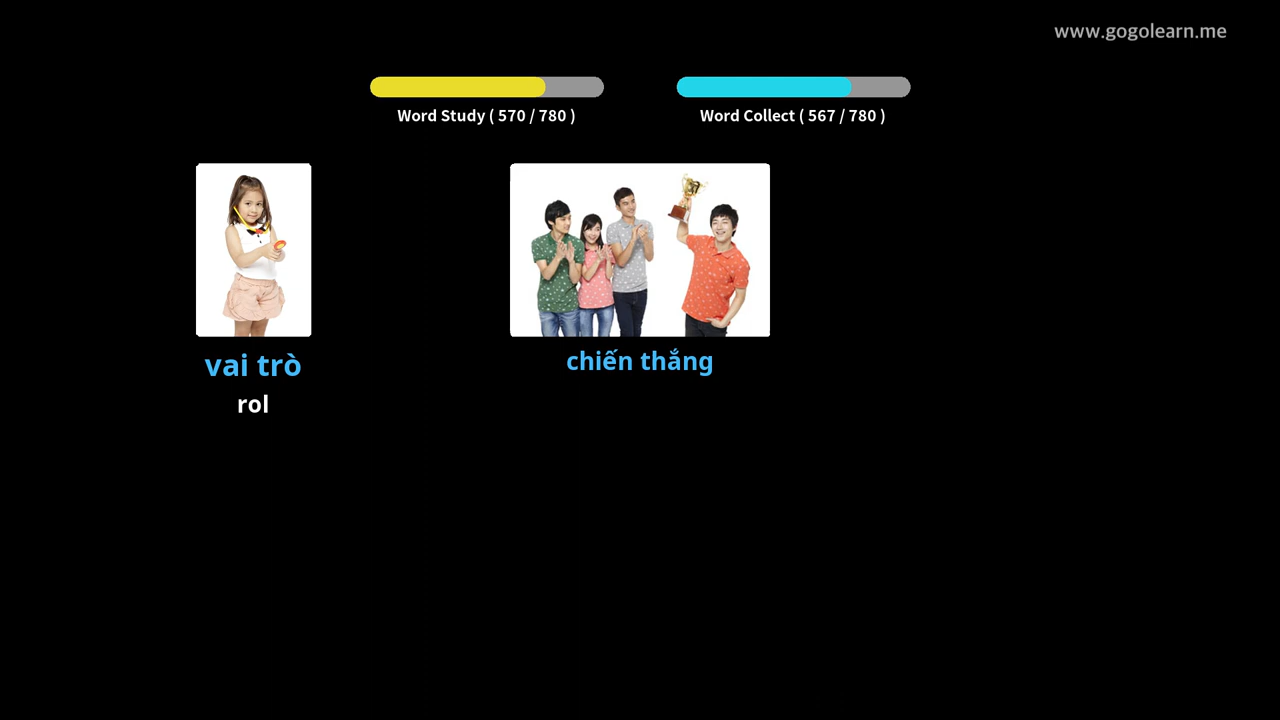 www.gogolearn.me
Word Study ( 570 / 780 )
Word Collect ( 567 / 780 )
vai trò
rol
chiến thắng